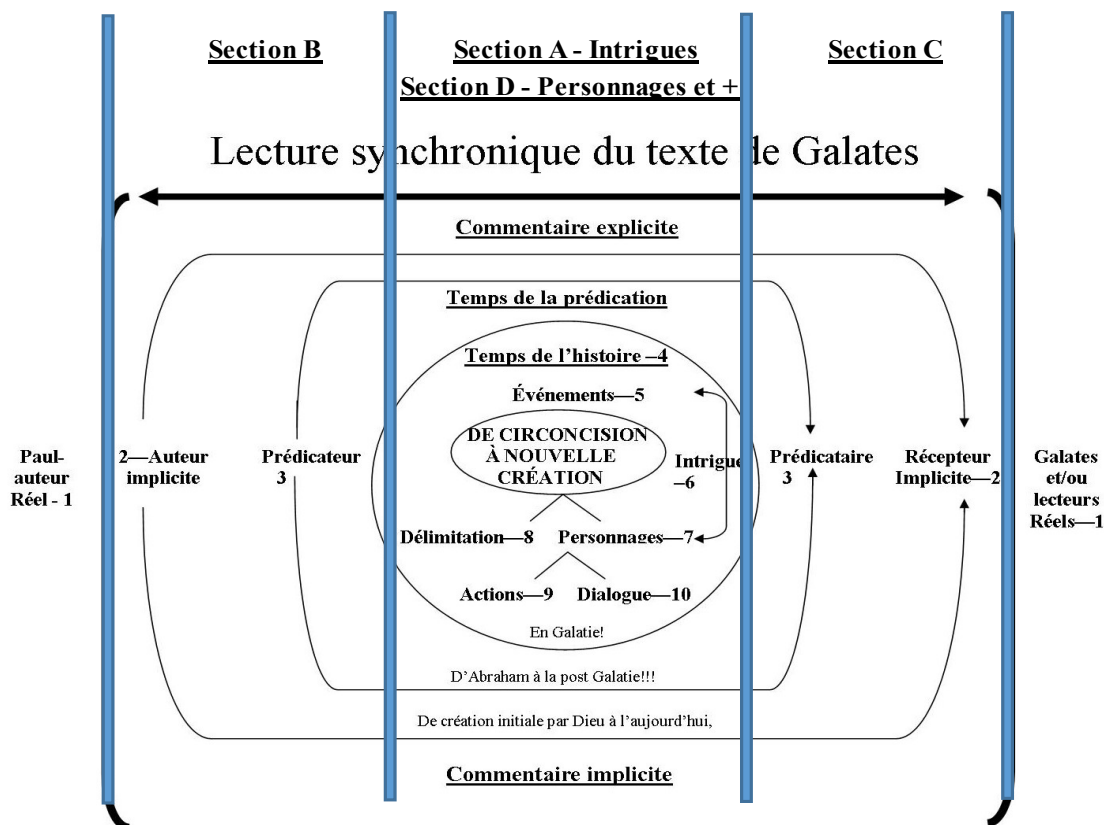 Section B
Section A - Intrigues
Section C
Section D - Personnages et +
Lecture synchronique du texte de Galates
Commentaire explicite
Temps de la prédication
Temps de l'histoire –4
Événements—5
DE CIRCONCISION
À NOUVELLE
CRÉATION
Paul-
auteur
Réel - 1
2—Auteur
implicite
Prédicateur
3
Intrigue
–6
Prédicataire
3
Récepteur
Implicite—2
Galates
et/ou
lecteurs
Réels—1
Délimitation—8
Personnages—7
Actions—9
Dialogue—10
En Galatie!
D'Abraham à la post Galatie!!!
De création initiale par Dieu à l'aujourd'hui,
Commentaire implicite